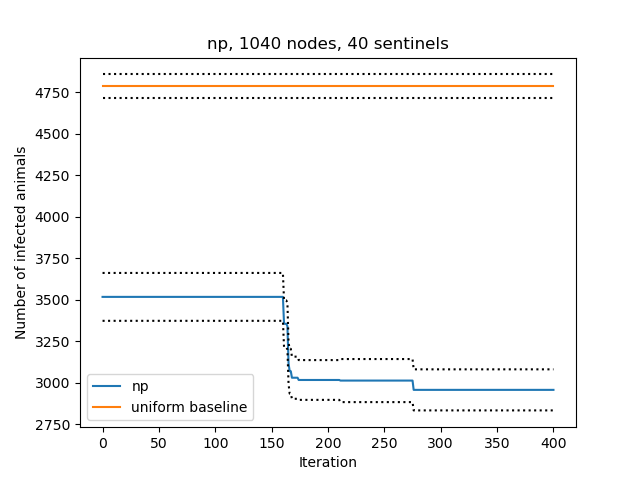 np, 1040 nodes, 40 sentinels
Number of infected animals
4750
4500
4250
4000
3750
3500
3250
3000
2750
np
uniform baseline
0 50 100 150 200 250 300 350 400
Iteration